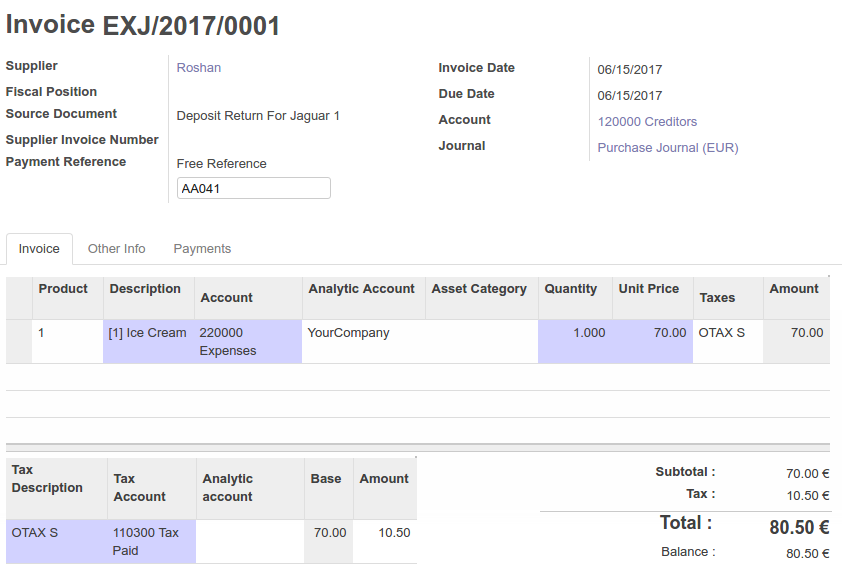 Invoice EXJ/2017/0001
Supplier Roshan
Fiscal Position
Source Document Deposit Return For Jaguar 1
Supplier Invoice Number
Payment Reference Free Reference
AA041
Invoice Date 06/15/2017
Due Date 06/15/2017
Account 120000 Creditors
Journal Purchase Journal (EUR)
Invoice Other Info Payments
Product Description Account Analytic Account Asset Category Quantity Unit Price Taxes Amount
1 [1] Ice Cream 220000 YourCompany 1.000 70.00 OTAX S 70.00
Expenses
Tax Tax Analytic Base Amount
Description Account account
OTAX S 110300 Tax 70.00 10.50
Paid
Subtotal : 70.00 €
Tax : 10.50 €
Total : 80.50 €
Balance : 80.50 €